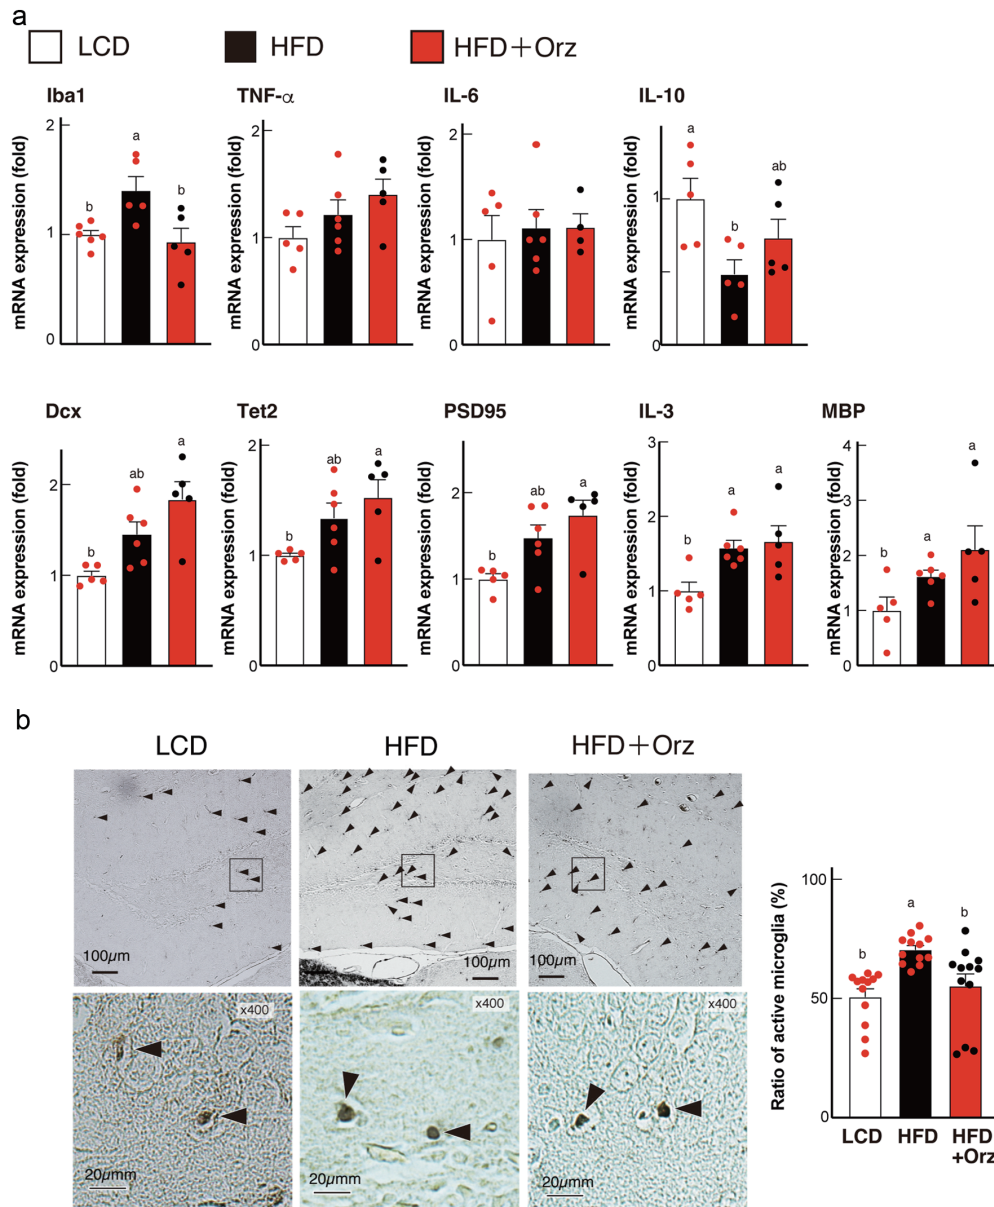 a
LCD HFD HFD+Orz
Iba1 TNF-α IL-6 IL-10
mRNA expression (fold) 2 1 0 b a b
mRNA expression (fold) 2 1 0
mRNA expression (fold) 2 1 0
mRNA expression (fold) 1 0 a b ab
Dcx Tet2 PSD95 IL-3 MBP
mRNA expression (fold) 2 1 0 b ab a
mRNA expression (fold) 2 1 0 b ab a
mRNA expression (fold) 2 1 0 b ab a
mRNA expression (fold) 3 2 1 0 b a a
mRNA expression (fold) 4 3 2 1 0 b a a
b
LCD HFD HFD+Orz
100µm 100µm 100µm
x400 x400 x400
20µmm 20µmm 20µmm
Ratio of active microglia (%)
100 50 0
b a b
LCD HFD HFD
+Orz